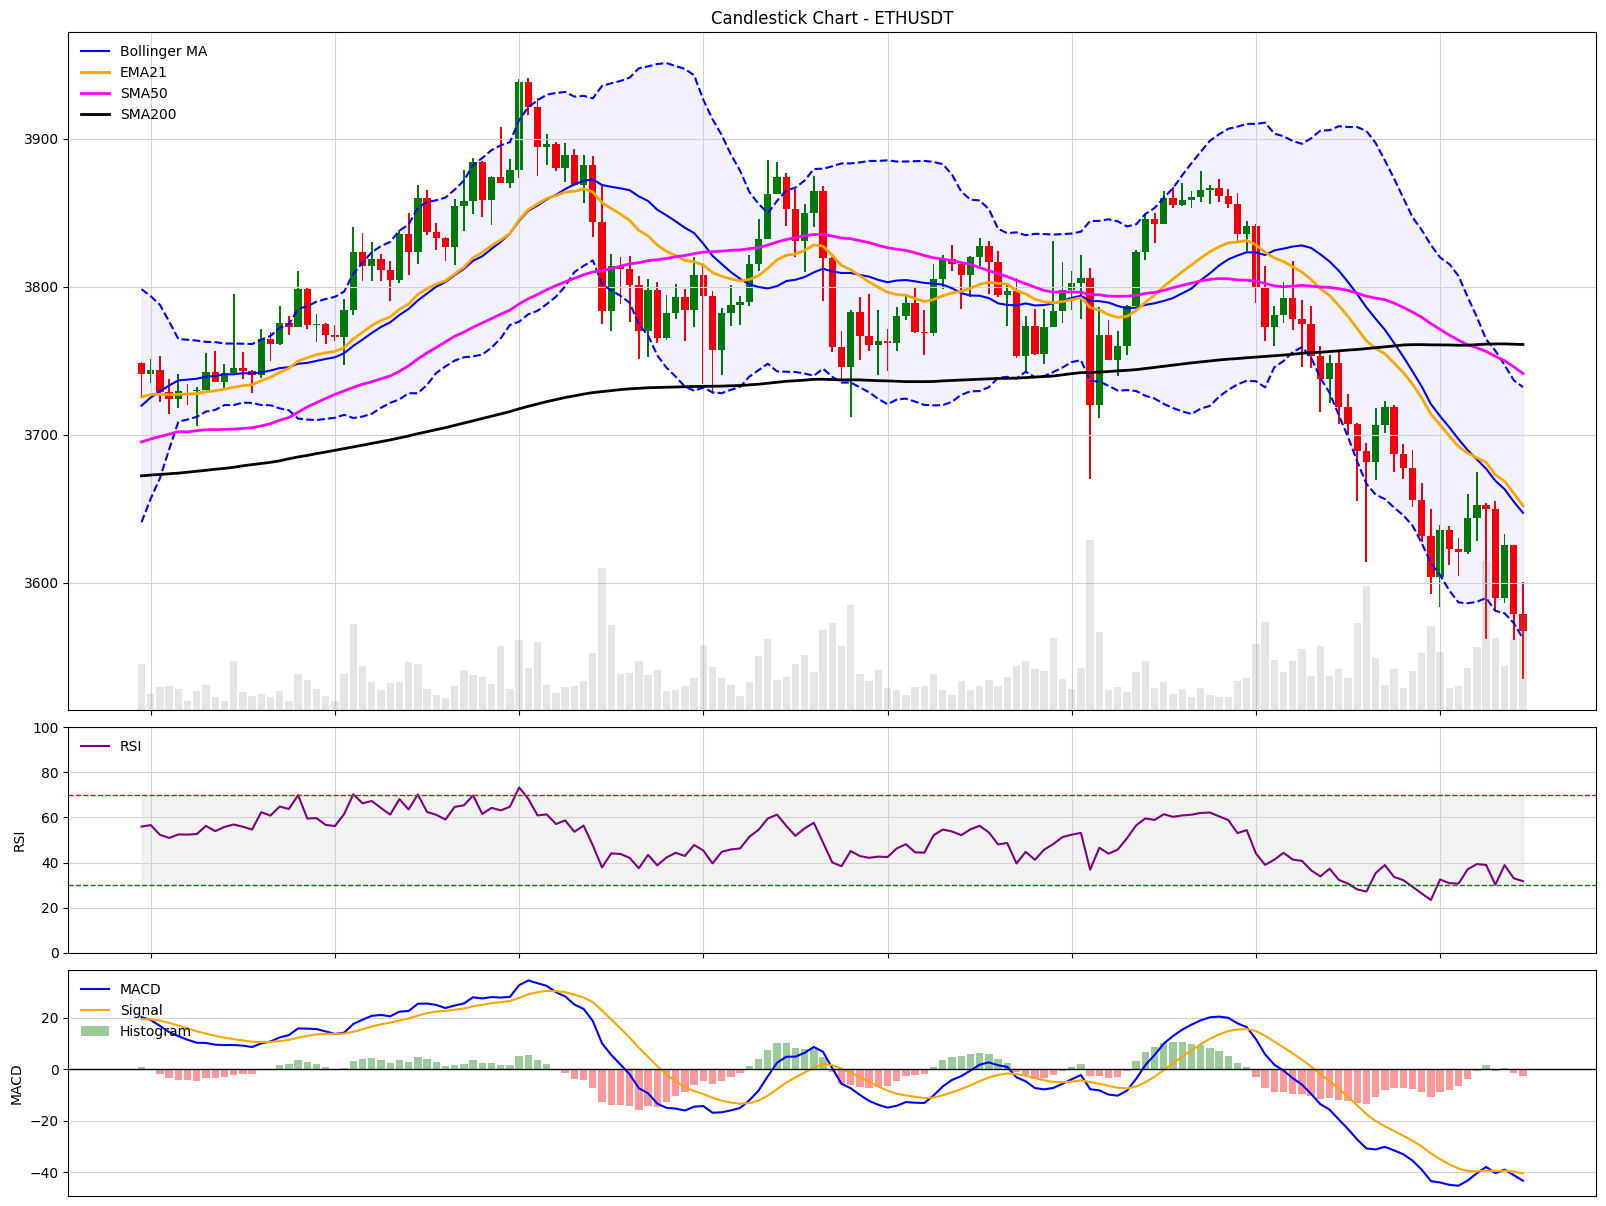 Candlestick Chart - ETHUSDT
Bollinger MA
EMA21
SMA50
SMA200
3900
3800
3700
3600
RSI
100
80
60
40
20
0
RSI
MACD
Signal
Histogram
20
0
−20
−40
MACD